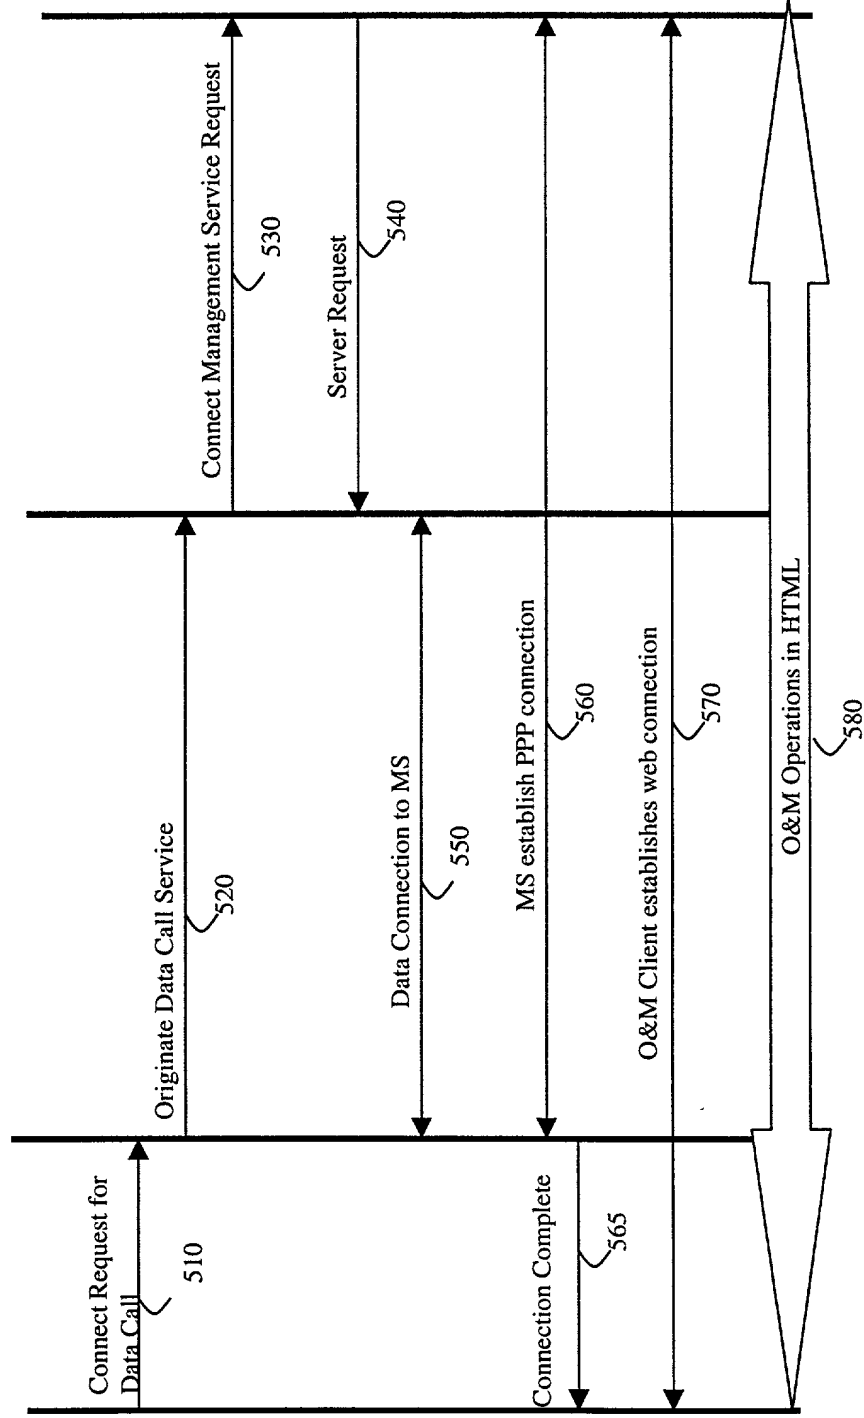 Connect Request for
Data Call
510
Originate Data Call Service
520
Connect Management Service Request
530
Server Request
540
Data Connection to MS
550
MS establish PPP connection
560
Connection Complete
565
O&M Client establishes web connection
570
O&M Operations in HTML
580